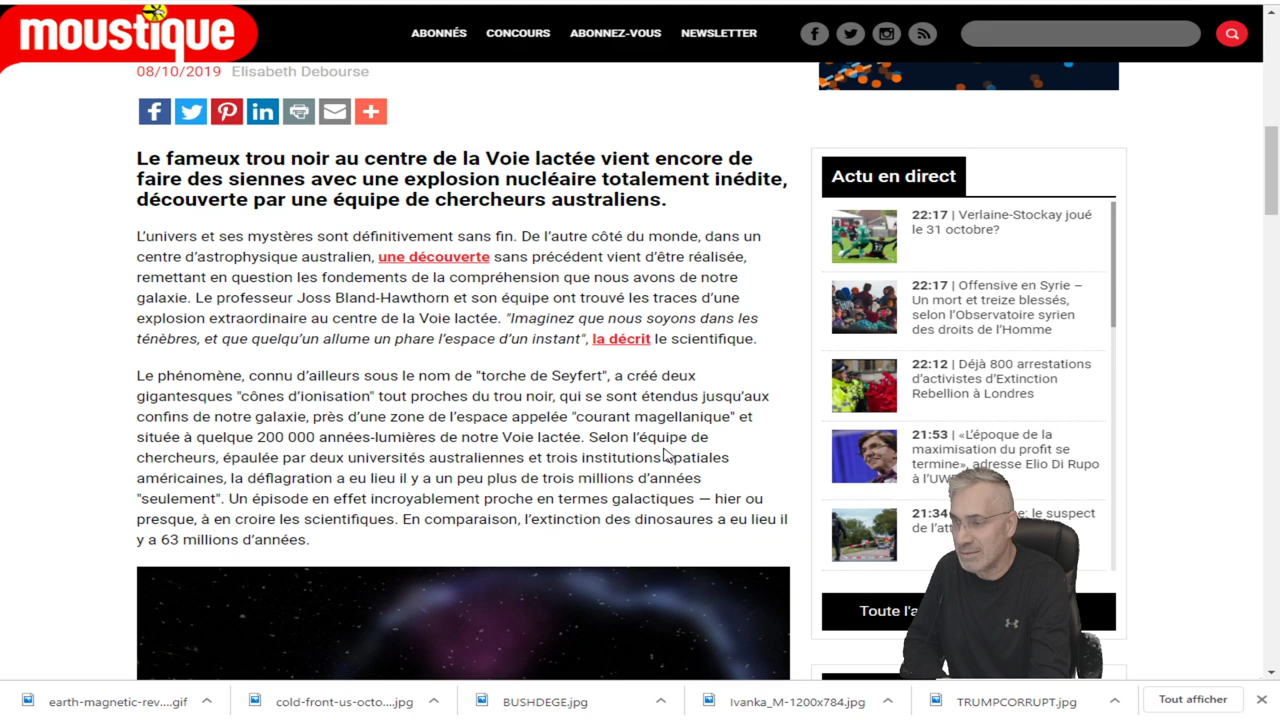 moustique
ABONNÉS CONCOURS ABONNEZ-VOUS NEWSLETTER
08/10/2019 Elisabeth Debourse
Le fameux trou noir au centre de la Voie lactée vient encore de
faire des siennes avec une explosion nucléaire totalement inédite,
découverte par une équipe de chercheurs australiens.
L'univers et ses mystères sont définitivement sans fin. De l'autre côté du monde, dans un
centre d'astrophysique australien, une découverte sans précédent vient d'être réalisée,
remettant en question les fondements de la compréhension que nous avons de notre
galaxie. Le professeur Joss Bland-Hawthorn et son équipe ont trouvé les traces d'une
explosion extraordinaire au centre de la Voie lactée. "Imaginez que nous soyons dans les
ténèbres, et que quelqu'un allume un phare l'espace d'un instant", la décrit le scientifique.
Le phénomène, connu d'ailleurs sous le nom de "torche de Seyfert", a créé deux
gigantesques "cônes d'ionisation" tout proches du trou noir, qui se sont étendus jusqu'aux
confins de notre galaxie, près d'une zone de l'espace appelée "courant magellanique" et
située à quelque 200 000 années-lumières de notre Voie lactée. Selon l'équipe de
chercheurs, épaulée par deux universités australiennes et trois institutions spatiales
américaines, la déflagration a eu lieu il y a un peu plus de trois millions d'années
"seulement". Un épisode en effet incroyablement proche en termes galactiques — hier ou
presque, à en croire les scientifiques. En comparaison, l'extinction des dinosaures a eu lieu il
y a 63 millions d'années.
Actu en direct
22:17 | Verlaine-Stockay joué
le 31 octobre?
22:17 | Offensive en Syrie –
Un mort et treize blessés,
selon l'Observatoire syrien
des droits de l'Homme
22:12 | Déjà 800 arrestations
d'activistes d'Extinction
Rebellion à Londres
21:53 | «L'époque de la
maximisation du profit se
termine», adresse Elio Di Rupo
à l'UW
21:34 le suspect
de l'at
Toute l'a
earth-magnetic-rev....gif
cold-front-us-octo....jpg
BUSHDEGE.jpg
Ivanka_M-1200x784.jpg
TRUMPCORRUPT.jpg
Tout afficher